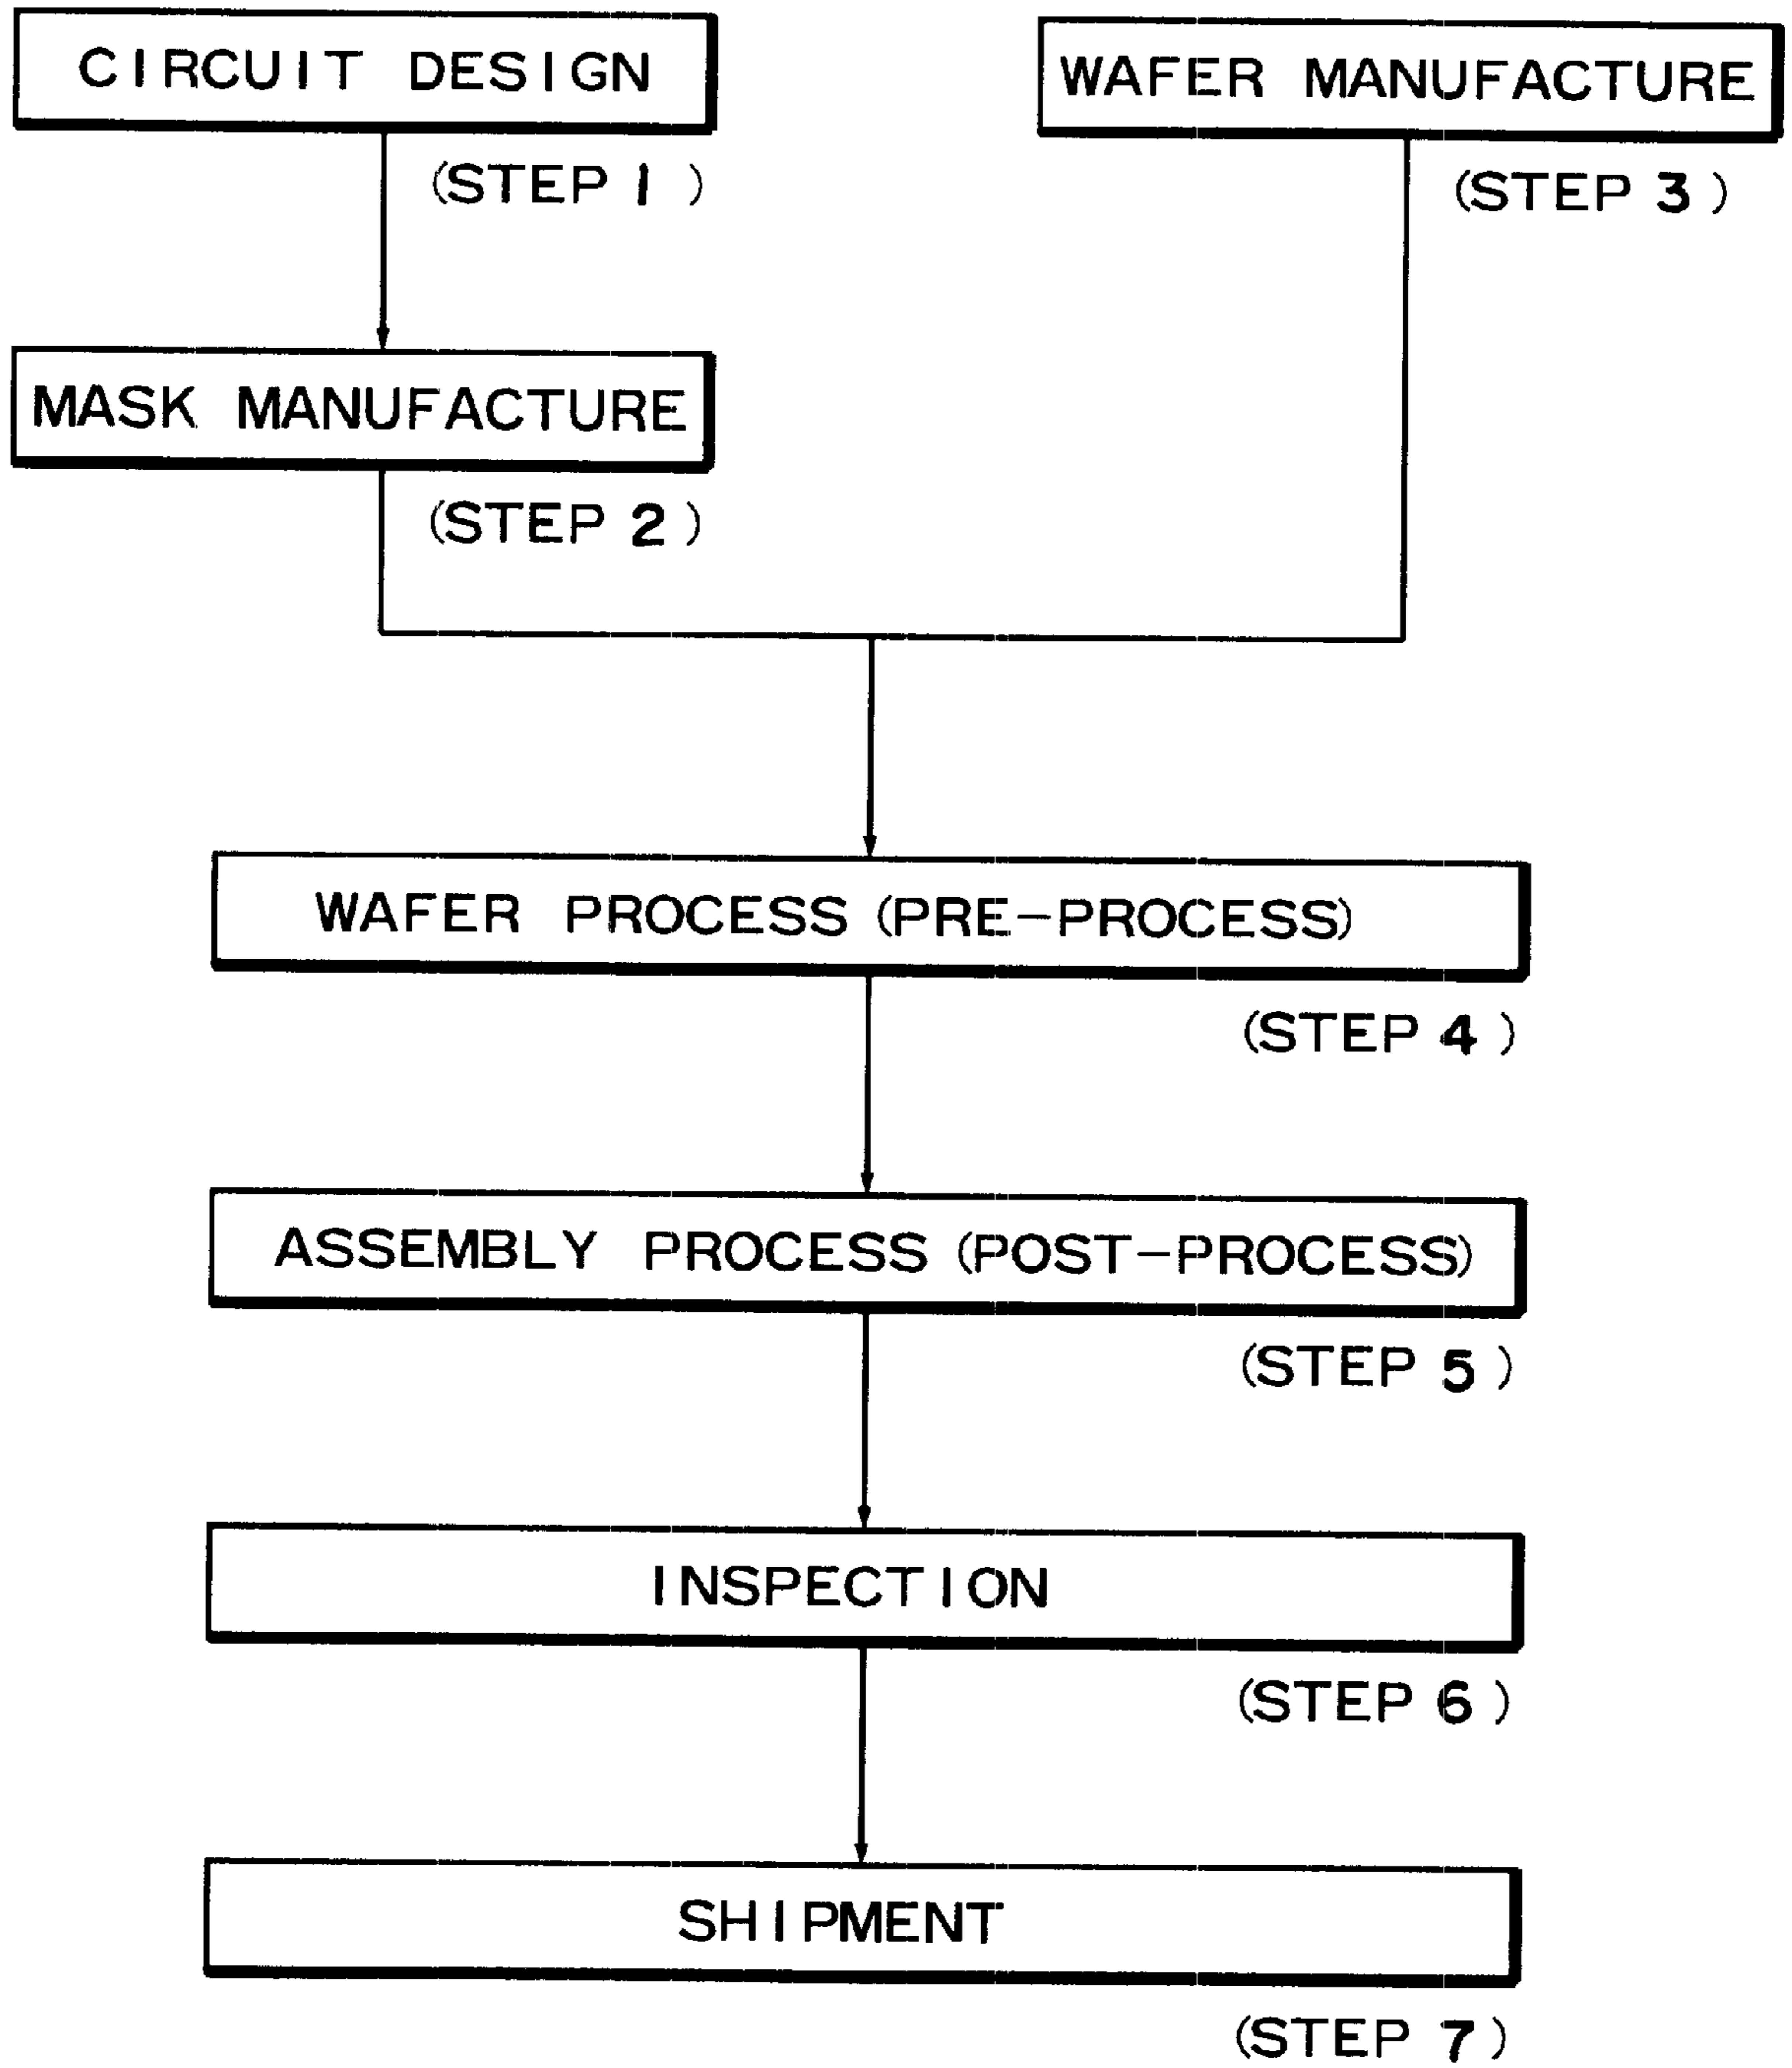 CIRCUIT DESIGN
(STEP 1)
WAFER MANUFACTURE
(STEP 3)
MASK MANUFACTURE
(STEP 2)
WAFER PROCESS (PRE-PROCESS)
(STEP 4)
ASSEMBLY PROCESS (POST-PROCESS)
(STEP 5)
INSPECTION
(STEP 6)
SHIPMENT
(STEP 7)